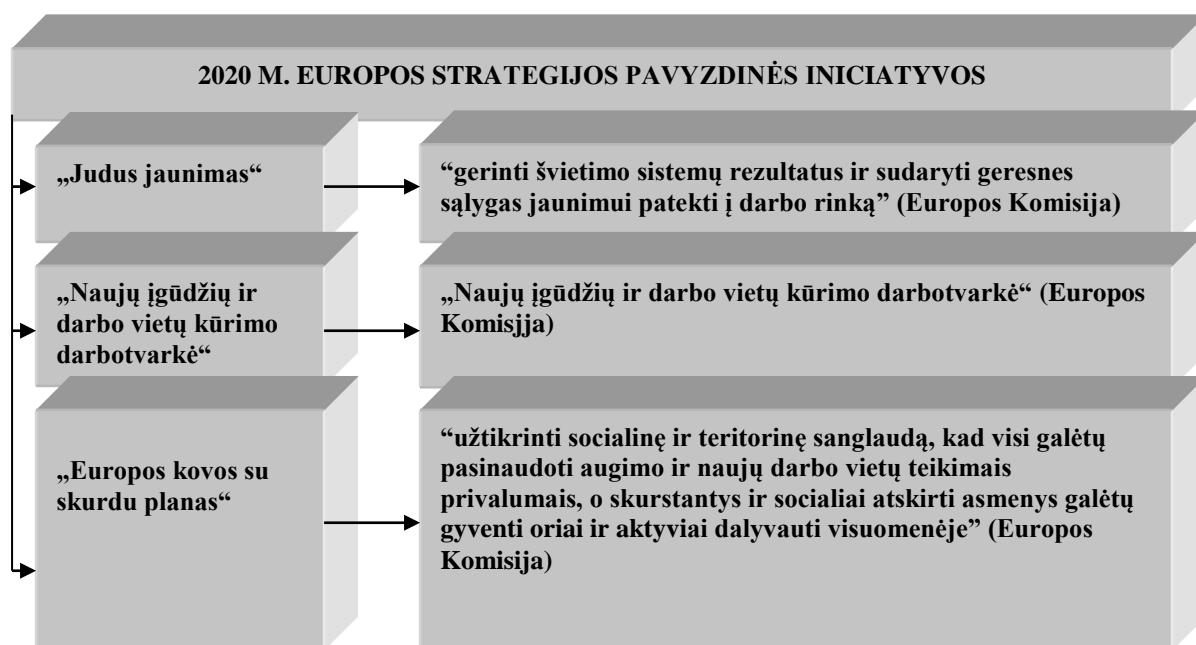 2020 M. EUROPOS STRATEGIJOS PAVYZDINĖS INICIATYVOS
„Judus jaunimas“
“gerinti švietimo sistemų rezultatus ir sudaryti geresnes
sąlygas jaunimui patekti į darbo rinką” (Europos Komisija)
„Naujų įgūdžių ir
darbo vietų kūrimo
darbotvarkė“
„Naujų įgūdžių ir darbo vietų kūrimo darbotvarkė“ (Europos
Komisjja)
„Europos kovos su
skurdu planas“
“užtikrinti socialinę ir teritorinę sanglaudą, kad visi galėtų
pasinaudoti augimo ir naujų darbo vietų teikimais
privalumais, o skurstantys ir socialiai atskirti asmenys galėtų
gyventi oriai ir aktyviai dalyvauti visuomenėje” (Europos
Komisija)